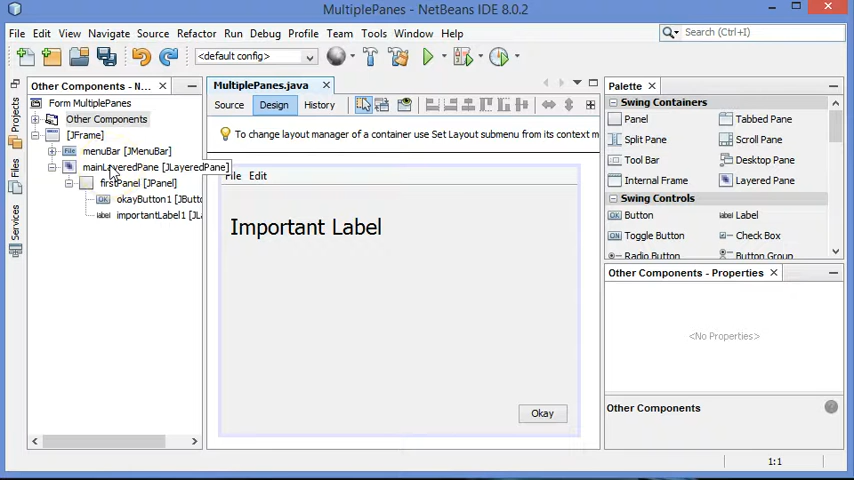 MultiplePanes - NetBeans IDE 8.0.2
File Edit View Navigate Source Refactor Run Debug Profile Team Tools Window Help
Search (Ctrl+I)
<default config>
Other Components - N...
MultiplePanes.java
Palette
Form MultiplePanes
Other Components
[JFrame]
menuBar [JMenuBar]
mainLayeredPane [JLayeredPane]
firstPanel [JPanel]
okayButton1 [JButto
importantLabel1 [JLa
Projects
Files
Services
Source Design History
To change layout manager of a container use Set Layout submenu from its context m
File Edit
Important Label
Okay
Swing Containers
Panel Tabbed Pane
Split Pane Scroll Pane
Tool Bar Desktop Pane
Internal Frame Layered Pane
Swing Controls
Button Label
Toggle Button Check Box
Radio Button Button Group
Other Components - Properties
<No Properties>
Other Components
1:1